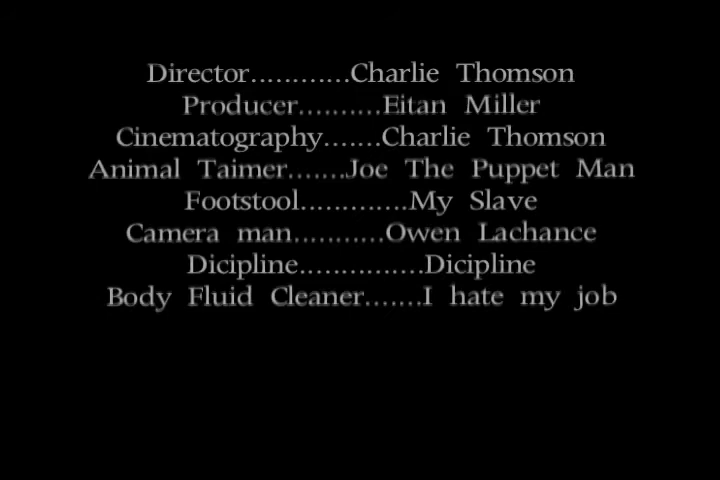 Director............Charlie Thomson
Producer..........Eitan Miller
Cinematography.......Charlie Thomson
Animal Taimer.......Joe The Puppet Man
Footstool.............My Slave
Camera man...........Owen Lachance
Dicipline...............Dicipline
Body Fluid Cleaner.......I hate my job